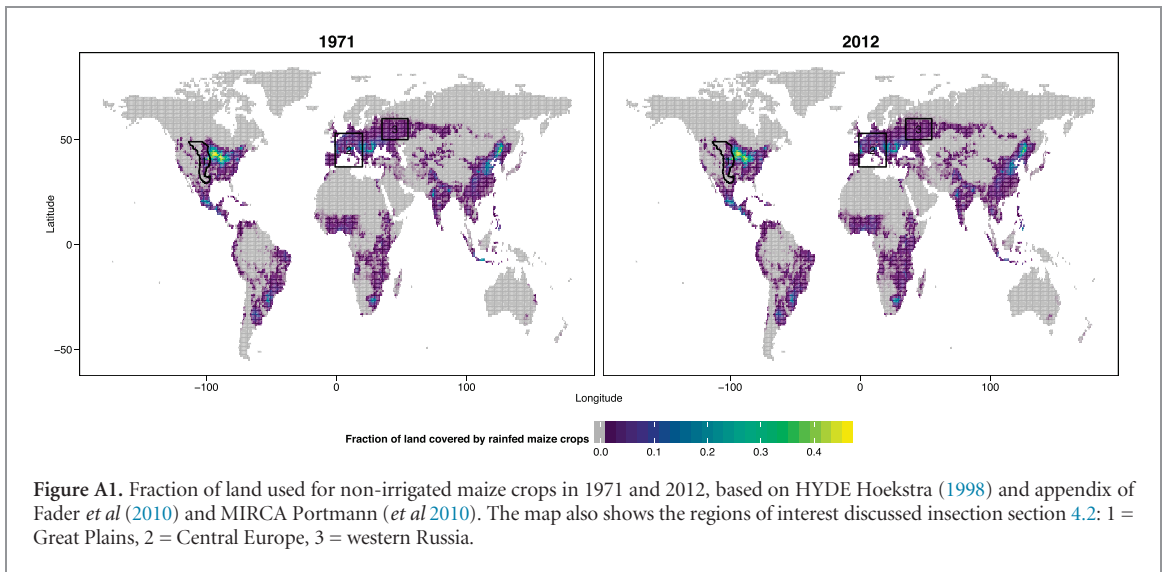 1971
2012
Latitude
50
0
−50
−100
0
100
−100
0
100
Longitude
Fraction of land covered by rainfed maize crops
0.0
0.1
0.2
0.3
0.4
Figure A1. Fraction of land used for non-irrigated maize crops in 1971 and 2012, based on HYDE Hoekstra (1998) and appendix of
Fader et al (2010) and MIRCA Portmann (et al 2010). The map also shows the regions of interest discussed insection section 4.2: 1 =
Great Plains, 2 = Central Europe, 3 = western Russia.